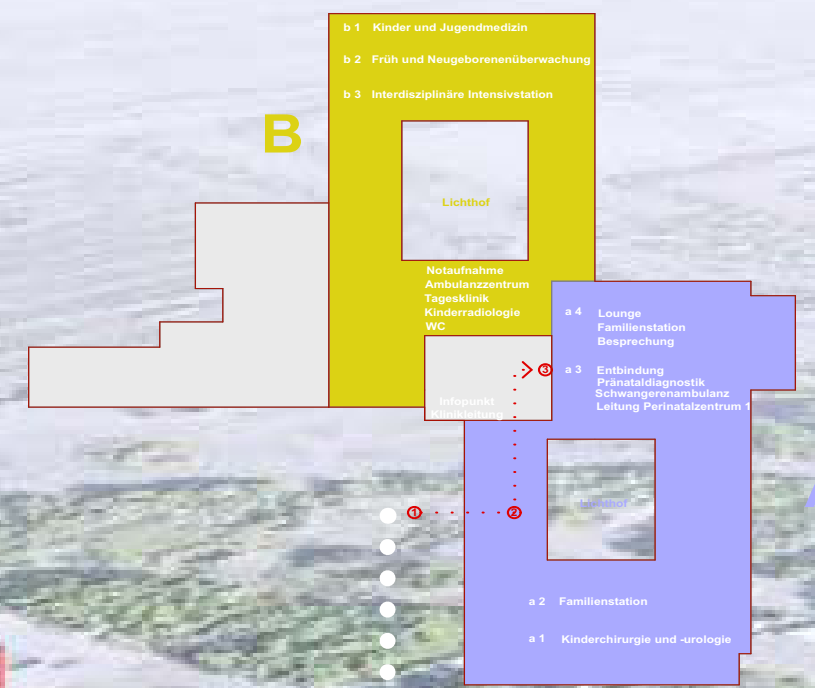 b 1 Kinder und Jugendmedizin
b 2 Früh und Neugeborenenüberwachung
b 3 Interdisziplinäre Intensivstation
B
Lichthof
Notaufnahme
Ambulanzzentrum
Tagesklinik
Kinderradiologie
WC
a 4 Lounge
Familienstation
Besprechung
3
a 3 Entbindung
Pränataldiagnostik
Schwangerenambulanz
Leitung Perinatalzentrum 1
Infopunkt
Klinikleitung
Lichthof
1
2
a 2 Familienstation
a 1 Kinderchirurgie und -urologie